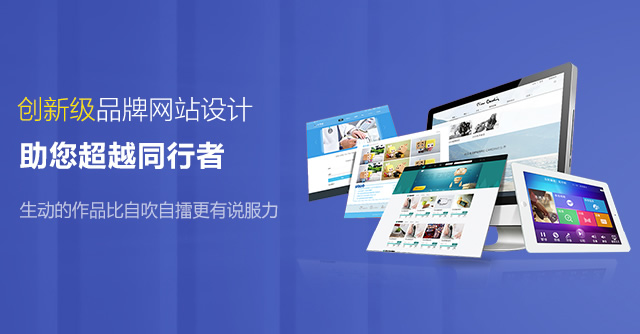 创新级品牌网站设计
助您超越同行者
生动的作品比自吹自擂更有说服力